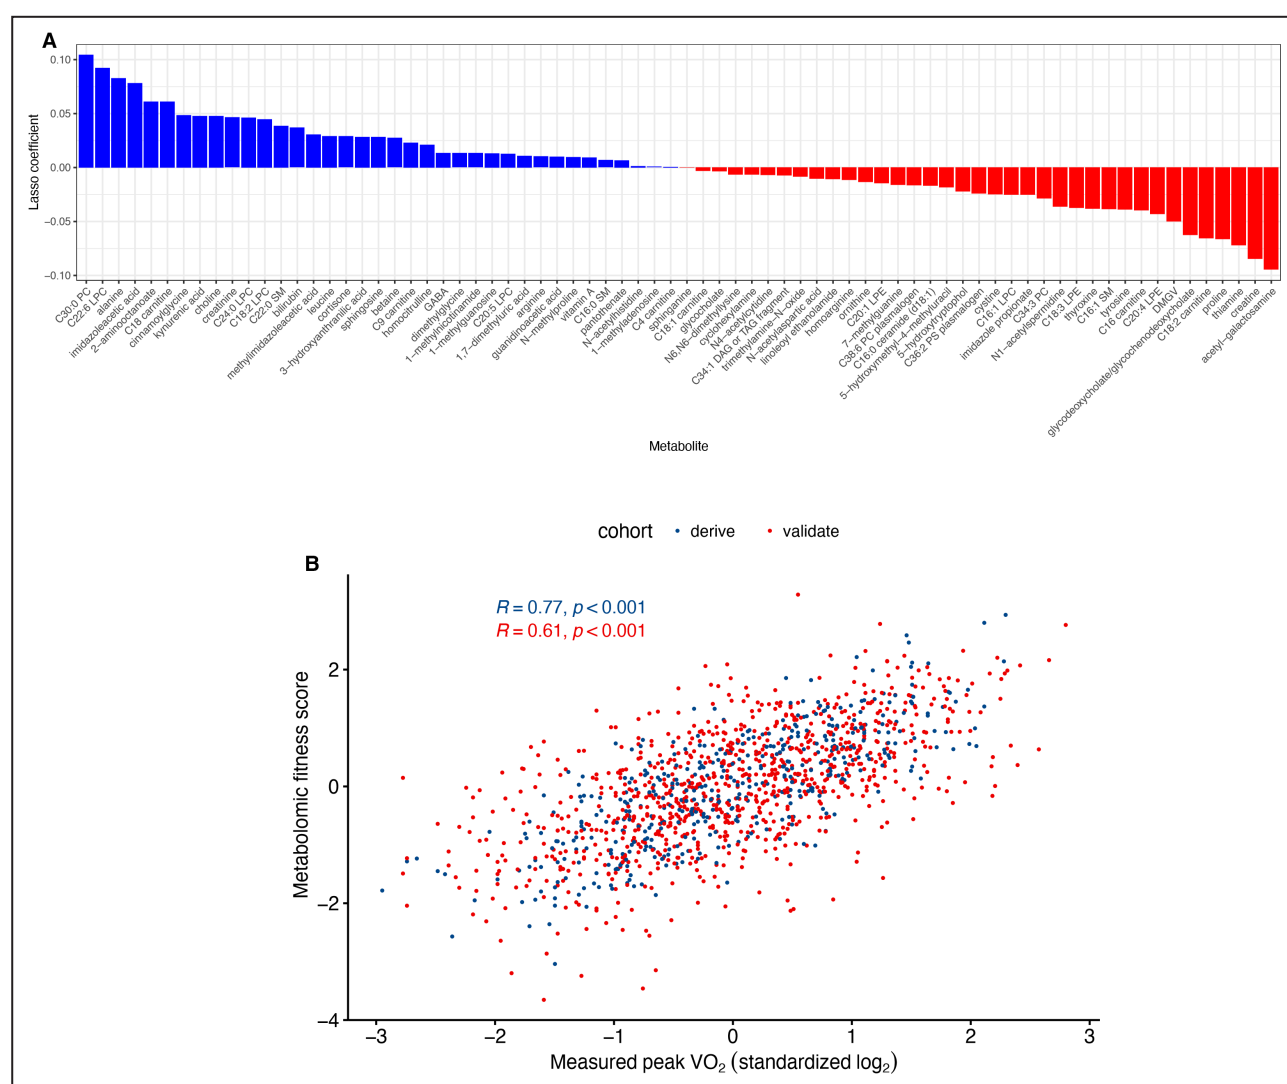 A
0.10
0.05
0.00
−0.05
−0.10
Lasso coefficient
C30:0 PC
C22:6 LPC
alanine
imidazoleacetic acid
2−aminooctanoate
C18 carnitine
cinnamoylglycine
kynurenic acid
choline
creatinine
C24:0 LPC
C18:2 LPC
C22:0 SM
bilirubin
methylimidazoleacetic acid
leucine
cortisone
3−hydroxyanthranilic acid
sphingosine
betaine
C9 carnitine
homocitrulline
GABA
dimethylglycine
1−methylnicotinamide
1−methylguanosine
C20:5 LPC
1,7−dimethyluric acid
arginine
guanidinoacetic acid
N−methylproline
vitamin A
C16:0 SM
pantothenate
N−acetylhistidine
1−methyladenosine
C4 carnitine
sphinganine
C18:1 carnitine
glycocholate
N6,N6−dimethyllysine
cyclohexylamine
N4−acetylcytidine
C34:1 DAG or TAG fragment
trimethylamine−N−oxide
N−acetylaspartic acid
linoleoyl ethanolamide
homoarginine
ornithine
C20:1 LPE
7−methylguanine
C38:6 PC plasmalogen
C16:0 ceramide (d18:1)
5−hydroxymethyl−4−methyluracil
5−hydroxytryptophol
C36:2 PS plasmalogen
cystine
C16:1 LPC
imidazole propionate
C34:3 PC
N1−acetylspermidine
C18:3 LPE
thyroxine
C16:1 SM
tyrosine
C16 carnitine
C20:4 LPE
DMGV
glycodeoxycholate/glycochenodeoxycholate
C18:2 carnitine
proline
thiamine
creatine
acetyl−galactosamine
Metabolite
cohort derive validate
B
R = 0.77, p < 0.001
R = 0.61, p < 0.001
2
0
−2
−4
Metabolomic fitness score
−3 −2 −1 0 1 2 3
Measured peak VO₂ (standardized log₂)